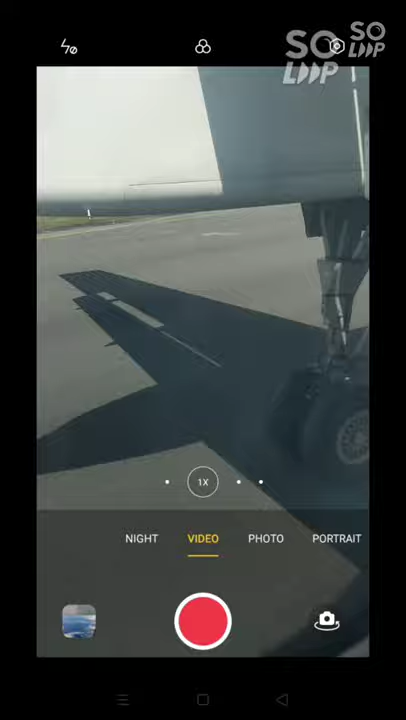 SO
LOOP
SO
LOOP
1X
NIGHT VIDEO PHOTO PORTRAIT